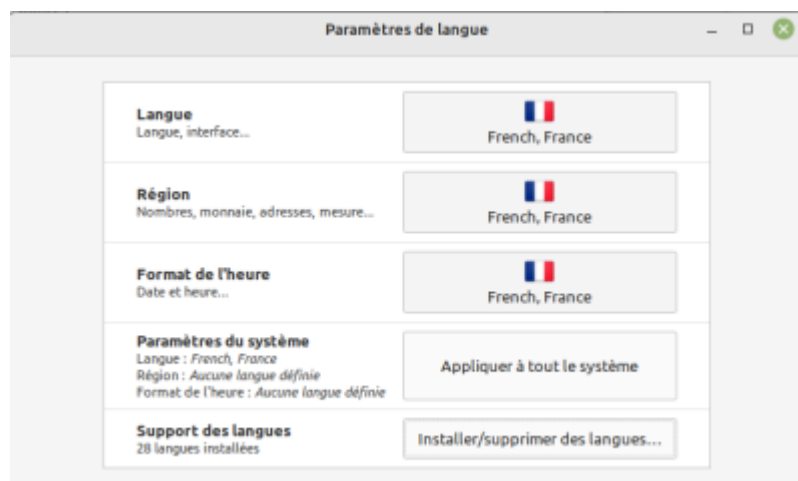 Paramètres de langue
Langue
Langue, interface...
French, France
Région
Nombres, monnaie, adresses, mesure...
French, France
Format de l'heure
Date et heure...
French, France
Paramètres du système
Langue : French, France
Région : Aucune langue définie
Format de l'heure : Aucune langue définie
Appliquer à tout le système
Support des langues
28 langues installées
Installer/supprimer des langues...